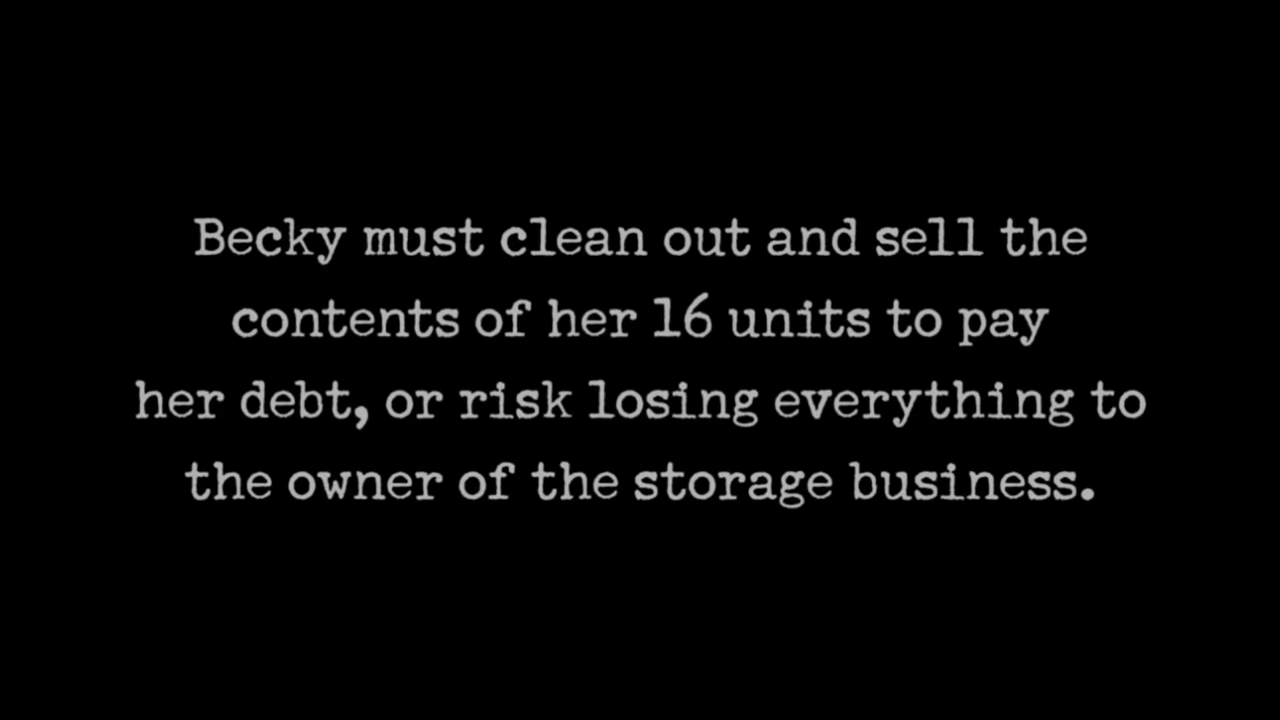 Becky must clean out and sell the
contents of her 16 units to pay
her debt, or risk losing everything to
the owner of the storage business.